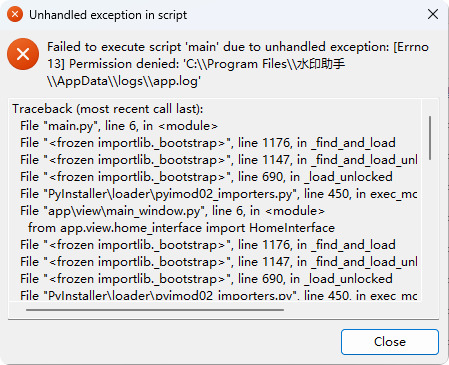 Unhandled exception in script
Failed to execute script 'main' due to unhandled exception: [Errno
13] Permission denied: 'C:\\Program Files\\水印助手
\\AppData\\logs\\app.log'
Traceback (most recent call last):
File "main.py", line 6, in <module>
File "<frozen importlib._bootstrap>", line 1176, in _find_and_load
File "<frozen importlib._bootstrap>", line 1147, in _find_and_load_unl
File "<frozen importlib._bootstrap>", line 690, in _load_unlocked
File "PyInstaller\loader\pyimod02_importers.py", line 450, in exec_mc
File "app\view\main_window.py", line 6, in <module>
from app.view.home_interface import HomeInterface
File "<frozen importlib._bootstrap>", line 1176, in _find_and_load
File "<frozen importlib._bootstrap>", line 1147, in _find_and_load_unl
File "<frozen importlib._bootstrap>", line 690, in _load_unlocked
File "PyInstaller\loader\pyimod02_importers.py", line 450, in exec_mc
Close